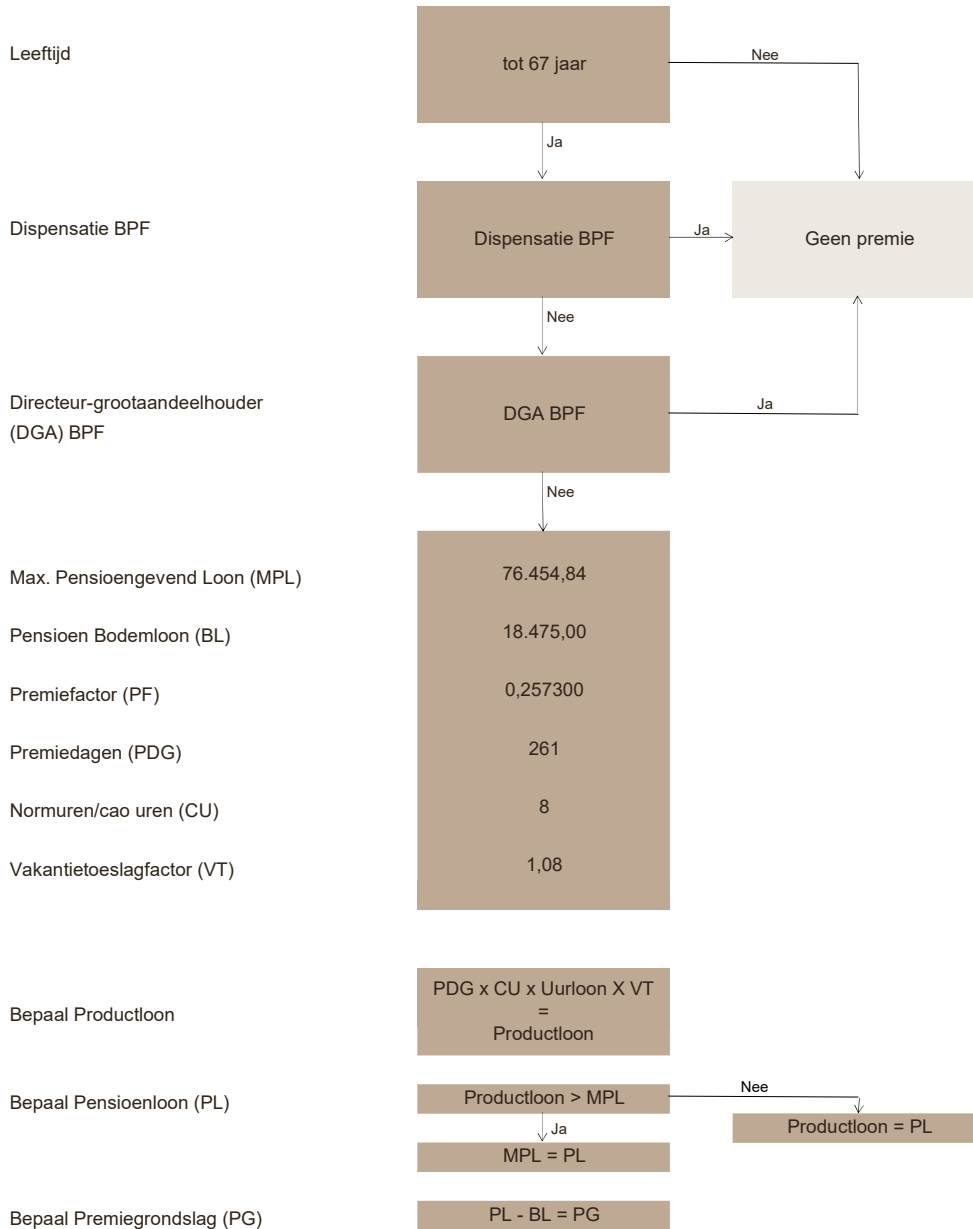 Leeftijd
tot 67 jaar
Nee
Ja
Dispensatie BPF
Dispensatie BPF
Ja
Geen premie
Nee
Directeur-grootaandeelhouder
(DGA) BPF
DGA BPF
Ja
Nee
Max. Pensioengevend Loon (MPL)
76.454,84
Pensioen Bodemloon (BL)
18.475,00
Premiefactor (PF)
0,257300
Premiedagen (PDG)
261
Normuren/cao uren (CU)
8
Vakantietoeslagfactor (VT)
1,08
Bepaal Productloon
PDG x CU x Uurloon X VT
=
Productloon
Bepaal Pensioenloon (PL)
Productloon > MPL
Nee
Productloon = PL
Ja
MPL = PL
Bepaal Premiegrondslag (PG)
PL - BL = PG